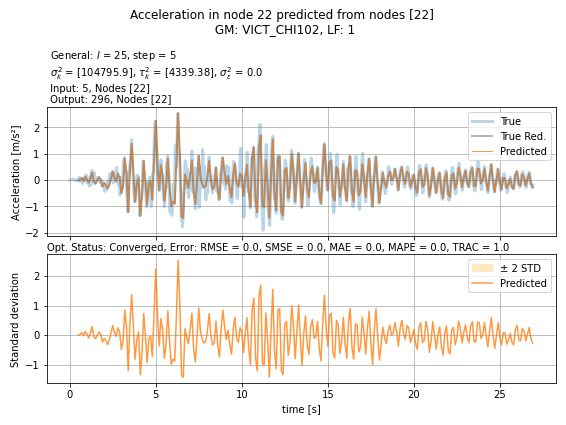 Acceleration in node 22 predicted from nodes [22]
GM: VICT_CHI102, LF: 1
General: l = 25, step = 5
σ²ₖ = [104795.9], τ²ₖ = [4339.38], σ²ε = 0.0
Input: 5, Nodes [22]
Output: 296, Nodes [22]
Acceleration [m/s²]
2
1
0
−1
−2
True
True Red.
Predicted
Opt. Status: Converged, Error: RMSE = 0.0, SMSE = 0.0, MAE = 0.0, MAPE = 0.0, TRAC = 1.0
Standard deviation
2
1
0
−1
± 2 STD
Predicted
0 5 10 15 20 25
time [s]